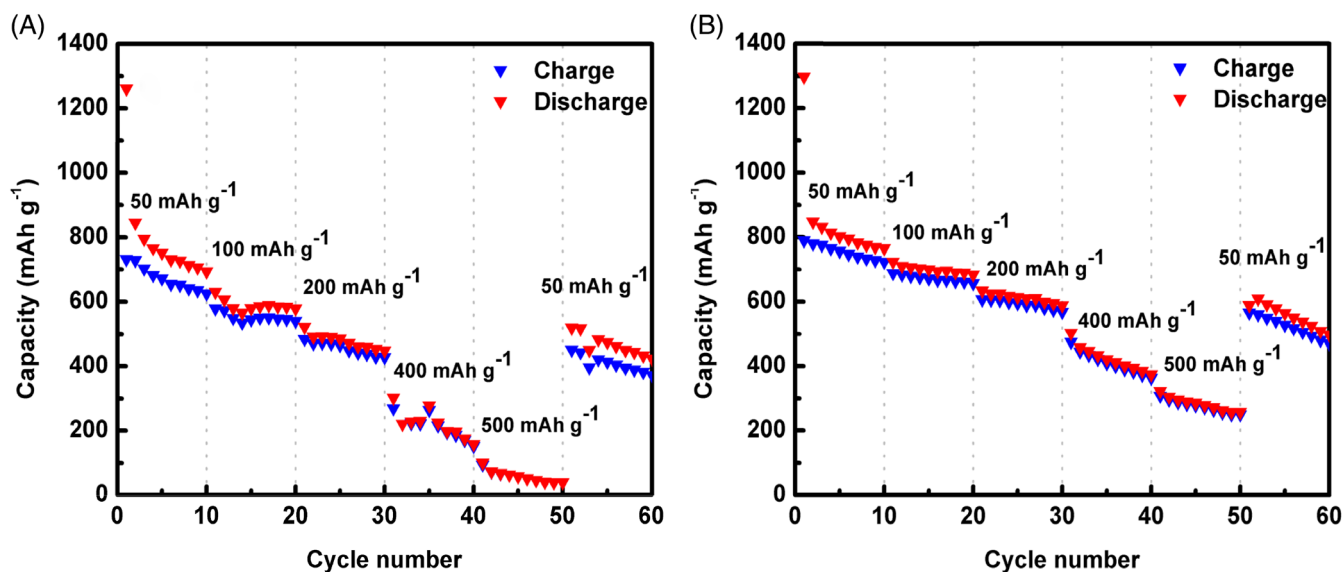 (A)
1400
1200
1000
800
600
400
200
0
Capacity (mAh g⁻¹)
Charge
Discharge
50 mAh g⁻¹
100 mAh g⁻¹
200 mAh g⁻¹
400 mAh g⁻¹
500 mAh g⁻¹
50 mAh g⁻¹
0 10 20 30 40 50 60
Cycle number
(B)
1400
1200
1000
800
600
400
200
0
Capacity (mAh g⁻¹)
Charge
Discharge
50 mAh g⁻¹
100 mAh g⁻¹
200 mAh g⁻¹
400 mAh g⁻¹
500 mAh g⁻¹
50 mAh g⁻¹
0 10 20 30 40 50 60
Cycle number